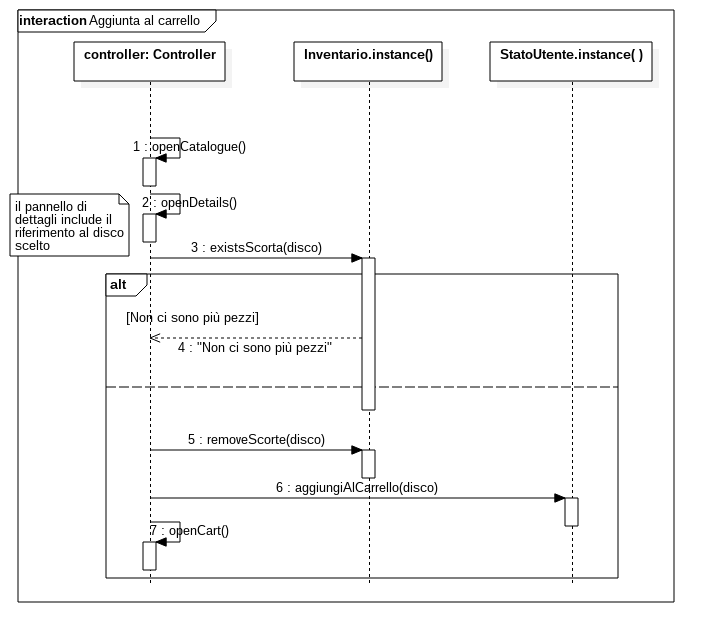 interaction Aggiunta al carrello
controller: Controller
Inventario.instance()
StatoUtente.instance( )
1 : openCatalogue()
2 : openDetails()
il pannello di
dettagli include il
riferimento al disco
scelto
3 : existsScorta(disco)
alt
[Non ci sono più pezzi]
4 : "Non ci sono più pezzi"
5 : removeScorte(disco)
6 : aggiungiAlCarrello(disco)
7 : openCart()